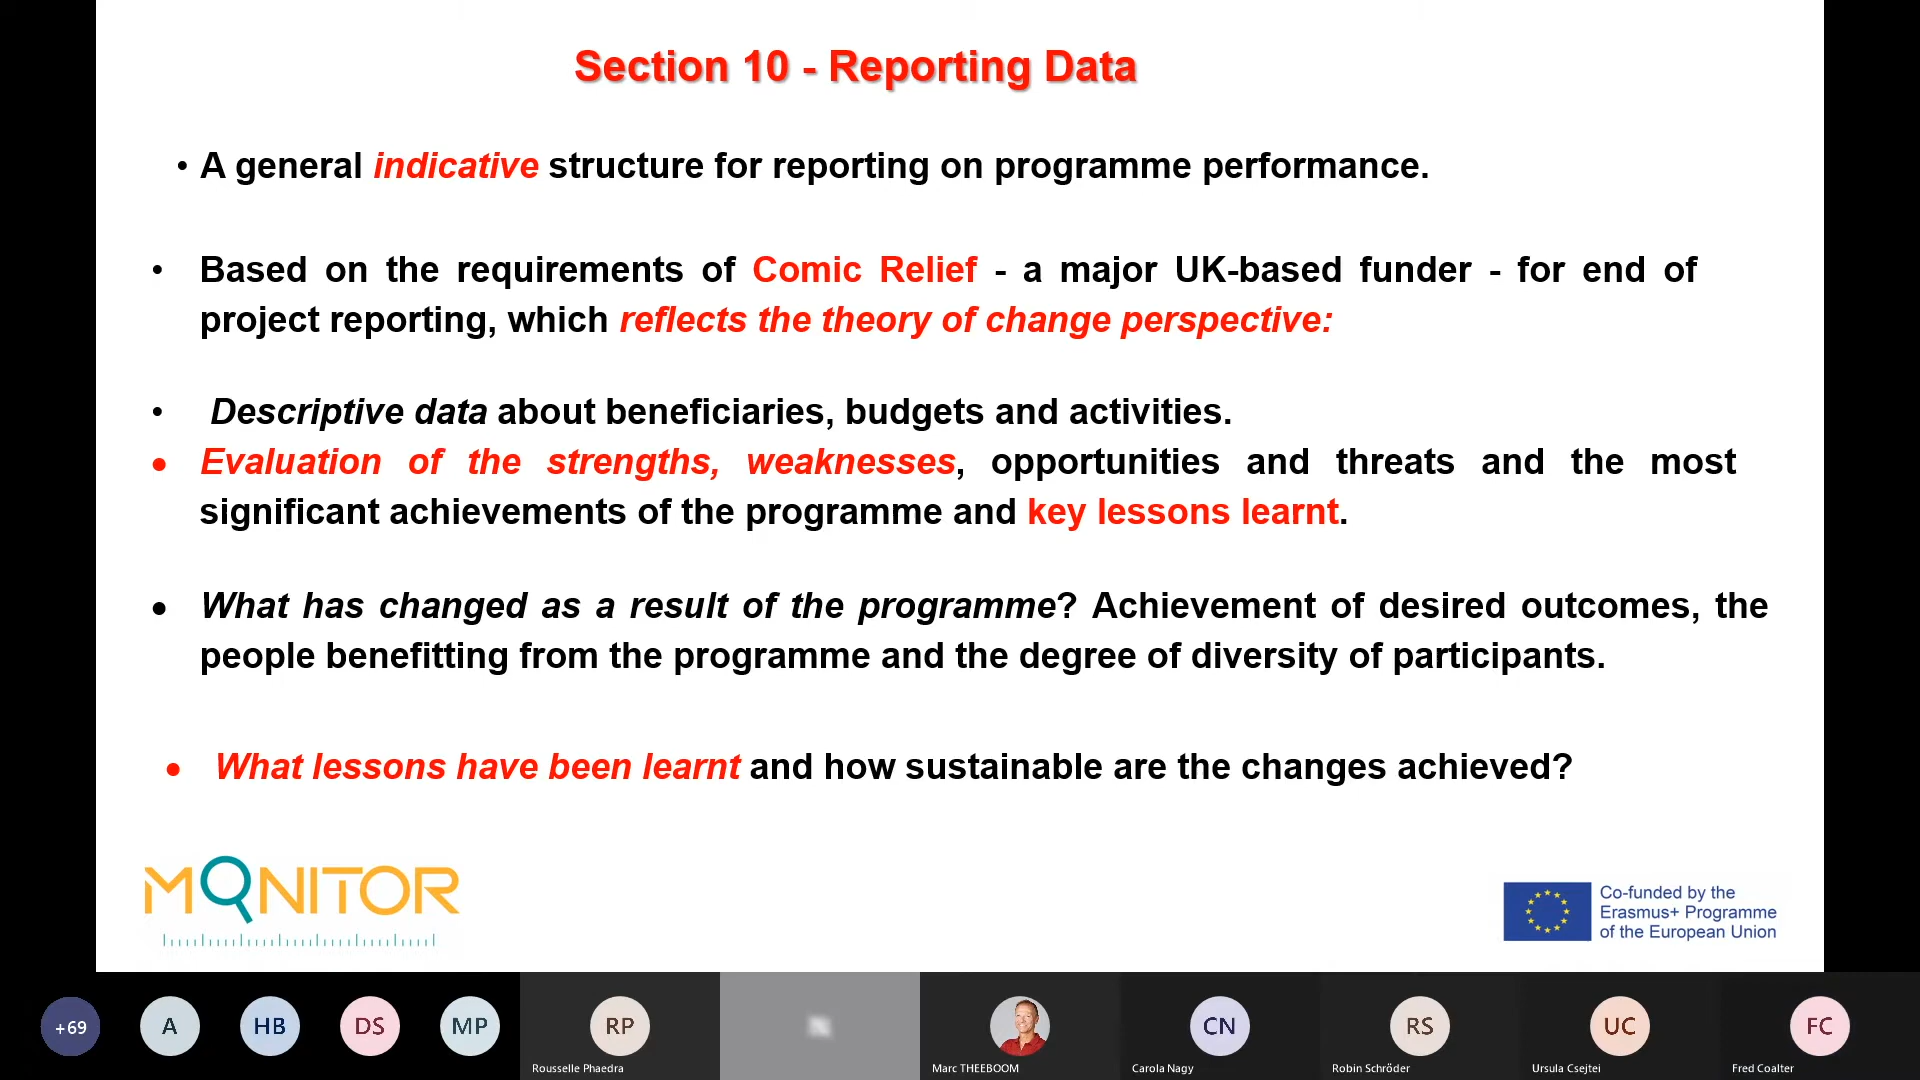 Section 10 - Reporting Data
• A general indicative structure for reporting on programme performance.
• Based on the requirements of Comic Relief - a major UK-based funder - for end of
project reporting, which reflects the theory of change perspective:
• Descriptive data about beneficiaries, budgets and activities.
• Evaluation of the strengths, weaknesses, opportunities and threats and the most
significant achievements of the programme and key lessons learnt.
• What has changed as a result of the programme? Achievement of desired outcomes, the
people benefitting from the programme and the degree of diversity of participants.
• What lessons have been learnt and how sustainable are the changes achieved?
MONITOR
Co-funded by the
Erasmus+ Programme
of the European Union
+69
A
HB
DS
MP
RP
CN
RS
UC
FC
Rousselle Phaedra
Marc THEEBOOM
Carola Nagy
Robin Schröder
Ursula Csejtei
Fred Coalter